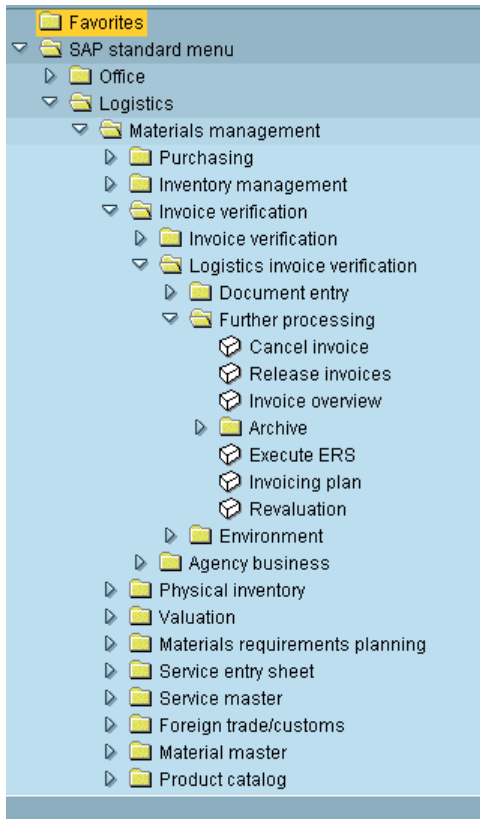 Favorites
SAP standard menu
Office
Logistics
Materials management
Purchasing
Inventory management
Invoice verification
Invoice verification
Logistics invoice verification
Document entry
Further processing
Cancel invoice
Release invoices
Invoice overview
Archive
Execute ERS
Invoicing plan
Revaluation
Environment
Agency business
Physical inventory
Valuation
Materials requirements planning
Service entry sheet
Service master
Foreign trade/customs
Material master
Product catalog